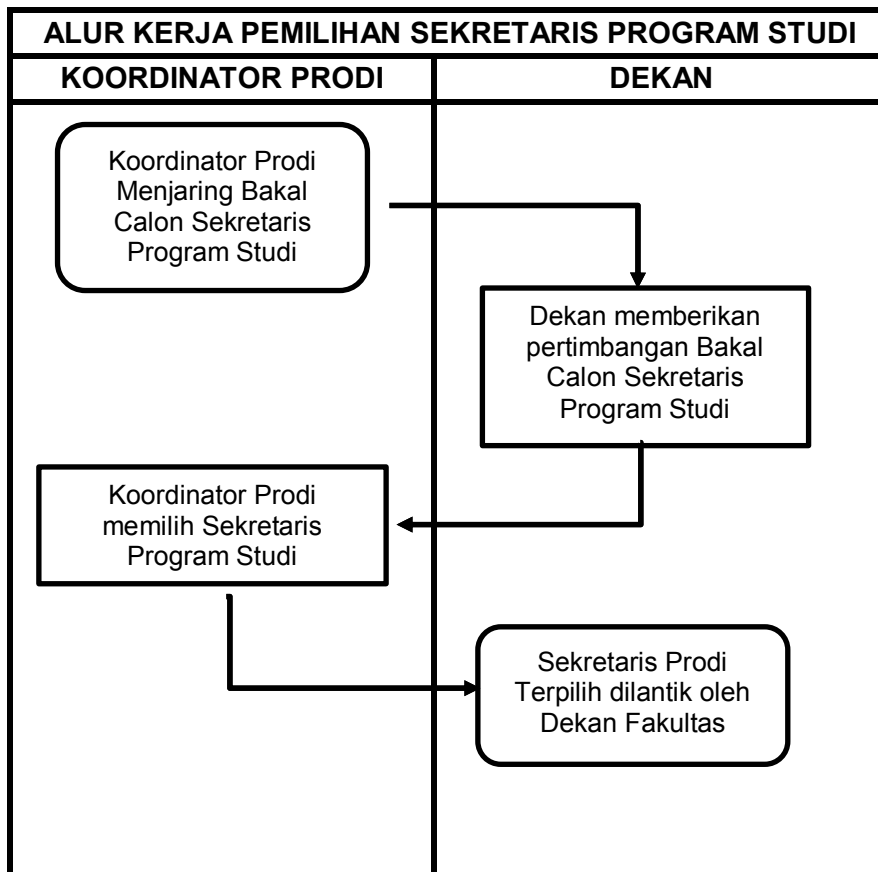 ALUR KERJA PEMILIHAN SEKRETARIS PROGRAM STUDI
KOORDINATOR PRODI
DEKAN
Koordinator Prodi
Menjaring Bakal
Calon Sekretaris
Program Studi
Dekan memberikan
pertimbangan Bakal
Calon Sekretaris
Program Studi
Koordinator Prodi
memilih Sekretaris
Program Studi
Sekretaris Prodi
Terpilih dilantik oleh
Dekan Fakultas